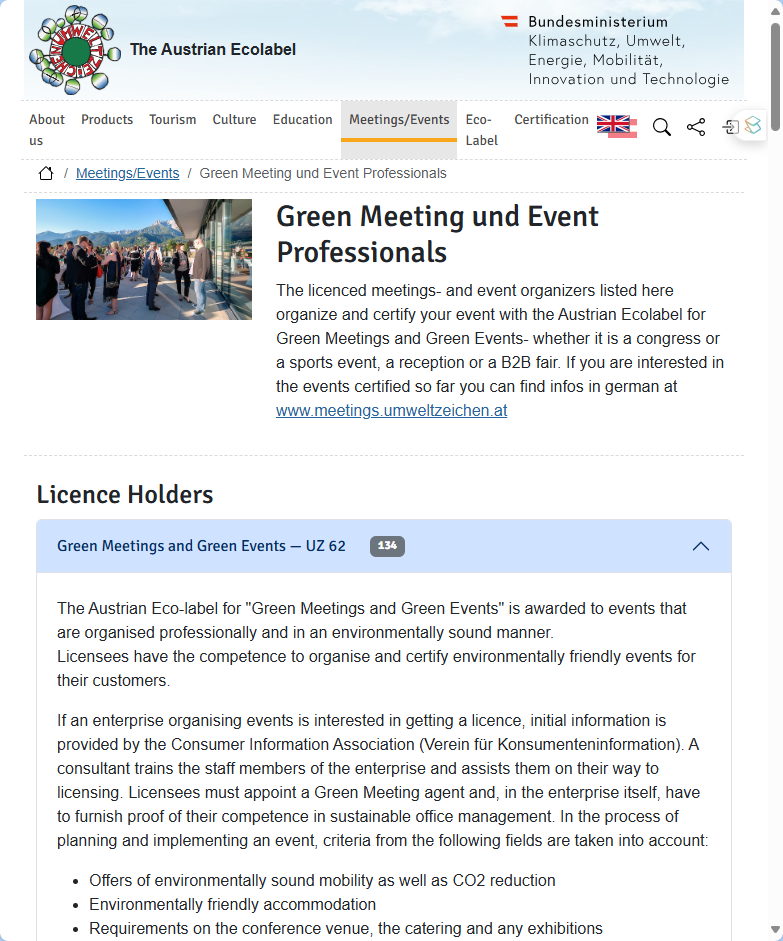 UMWELTZEICHEN
The Austrian Ecolabel
Bundesministerium
Klimaschutz, Umwelt,
Energie, Mobilität,
Innovation und Technologie
About us
Products
Tourism
Culture
Education
Meetings/Events
Eco-Label
Certification
/ Meetings/Events / Green Meeting und Event Professionals
Green Meeting und Event
Professionals
The licenced meetings- and event organizers listed here
organize and certify your event with the Austrian Ecolabel for
Green Meetings and Green Events- whether it is a congress or
a sports event, a reception or a B2B fair. If you are interested in
the events certified so far you can find infos in german at
www.meetings.umweltzeichen.at
Licence Holders
Green Meetings and Green Events — UZ 62 134
The Austrian Eco-label for "Green Meetings and Green Events" is awarded to events that
are organised professionally and in an environmentally sound manner.
Licensees have the competence to organise and certify environmentally friendly events for
their customers.
If an enterprise organising events is interested in getting a licence, initial information is
provided by the Consumer Information Association (Verein für Konsumenteninformation). A
consultant trains the staff members of the enterprise and assists them on their way to
licensing. Licensees must appoint a Green Meeting agent and, in the enterprise itself, have
to furnish proof of their competence in sustainable office management. In the process of
planning and implementing an event, criteria from the following fields are taken into account:
• Offers of environmentally sound mobility as well as CO2 reduction
• Environmentally friendly accommodation
• Requirements on the conference venue, the catering and any exhibitions